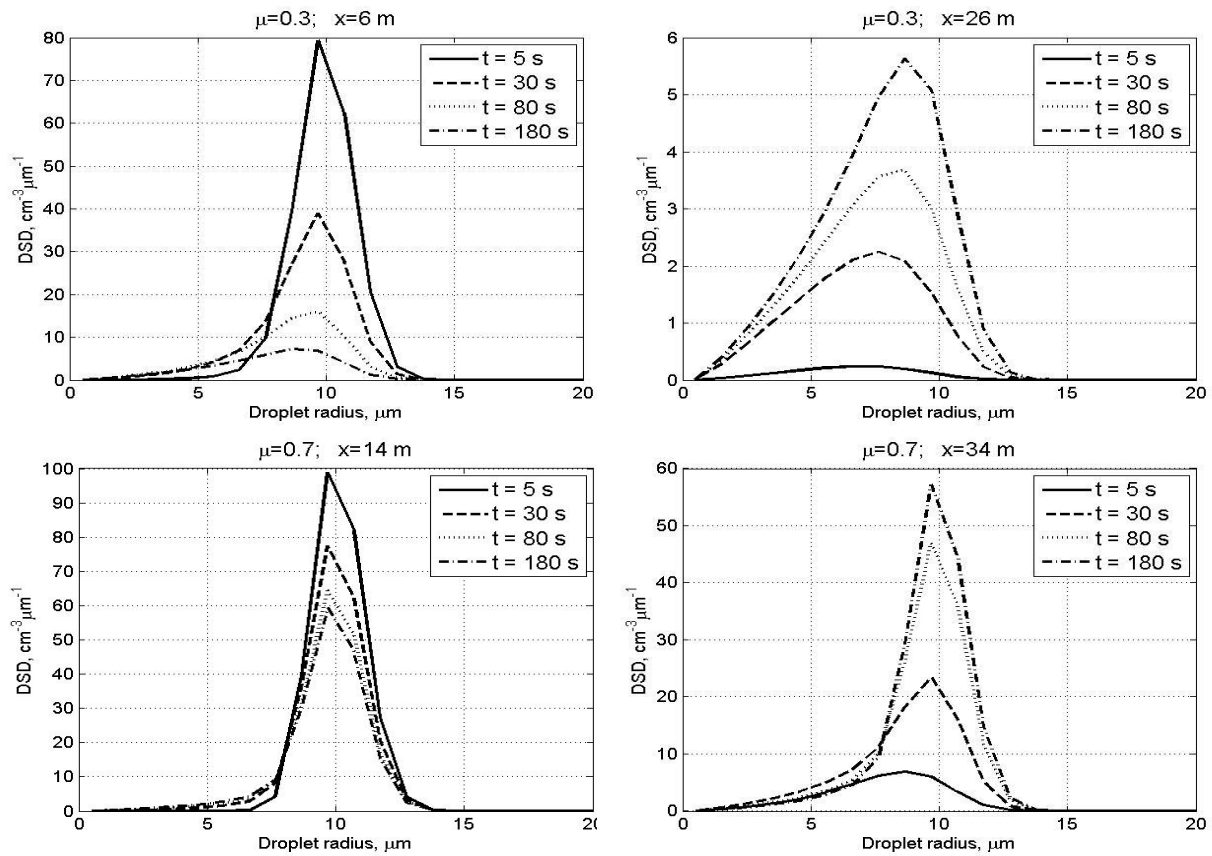 μ=0.3; x=6 m
80
70
60
50
40
30
20
10
0
DSD, cm-3μm-1
t = 5 s
t = 30 s
t = 80 s
t = 180 s
0 5 10 15 20
Droplet radius, μm
μ=0.3; x=26 m
6
5
4
3
2
1
0
DSD, cm-3μm-1
t = 5 s
t = 30 s
t = 80 s
t = 180 s
0 5 10 15 20
Droplet radius, μm
μ=0.7; x=14 m
100
90
80
70
60
50
40
30
20
10
0
DSD, cm-3μm-1
t = 5 s
t = 30 s
t = 80 s
t = 180 s
0 5 10 15 20
Droplet radius, μm
μ=0.7; x=34 m
60
50
40
30
20
10
0
DSD, cm-3μm-1
t = 5 s
t = 30 s
t = 80 s
t = 180 s
0 5 10 15 20
Droplet radius, μm